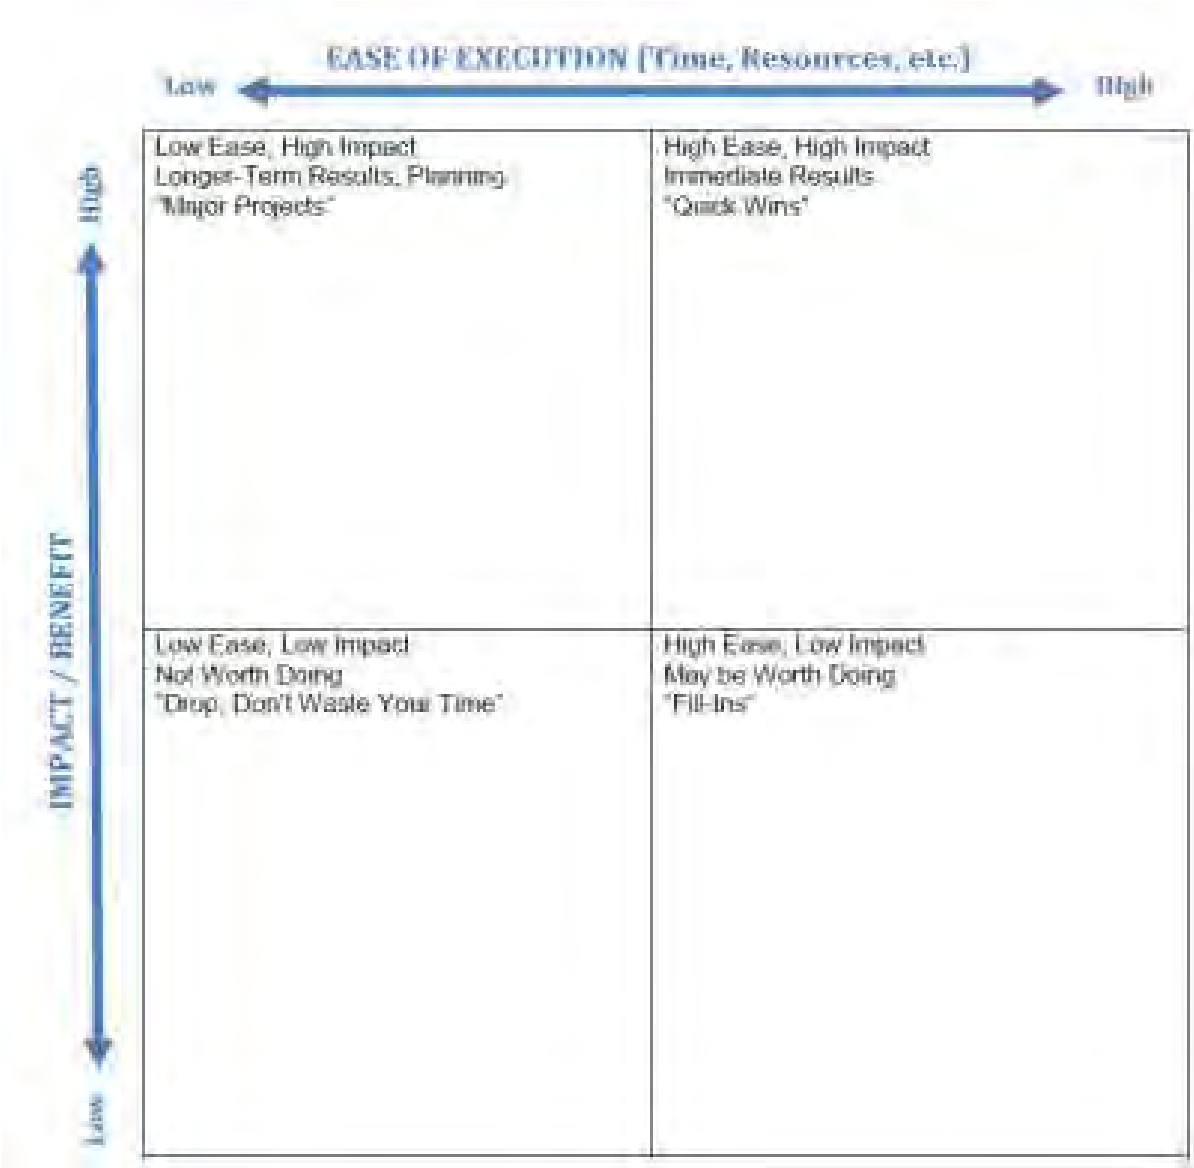 EASE OF EXECUTION [Time, Resources, etc.]
Low
High
High
IMPACT / BENEFIT
Low
Low Ease, High Impact
Longer-Term Results, Planning
"Major Projects"
High Ease, High Impact
Immediate Results
"Quick Wins"
Low Ease, Low Impact
Not Worth Doing
"Drop, Don't Waste Your Time"
High Ease, Low Impact
May be Worth Doing
"Fill-Ins"